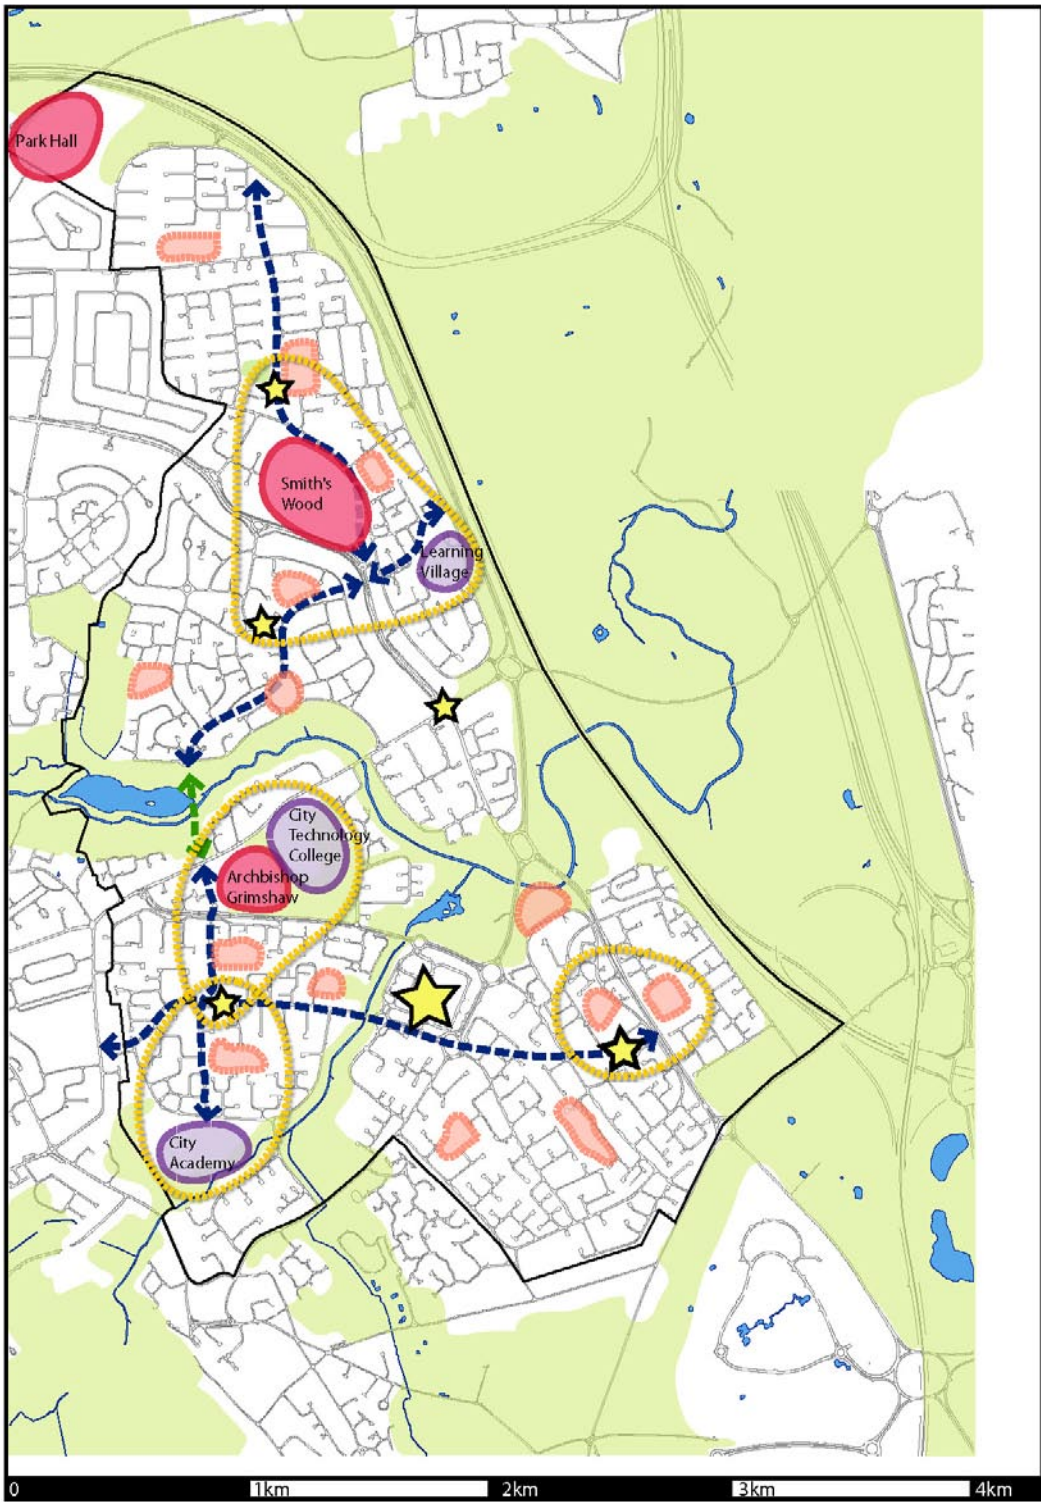 Park Hall
Smith's
Wood
Learning
Village
City
Technology
College
Archbishop
Grimshaw
City
Academy
0 1km 2km 3km 4km